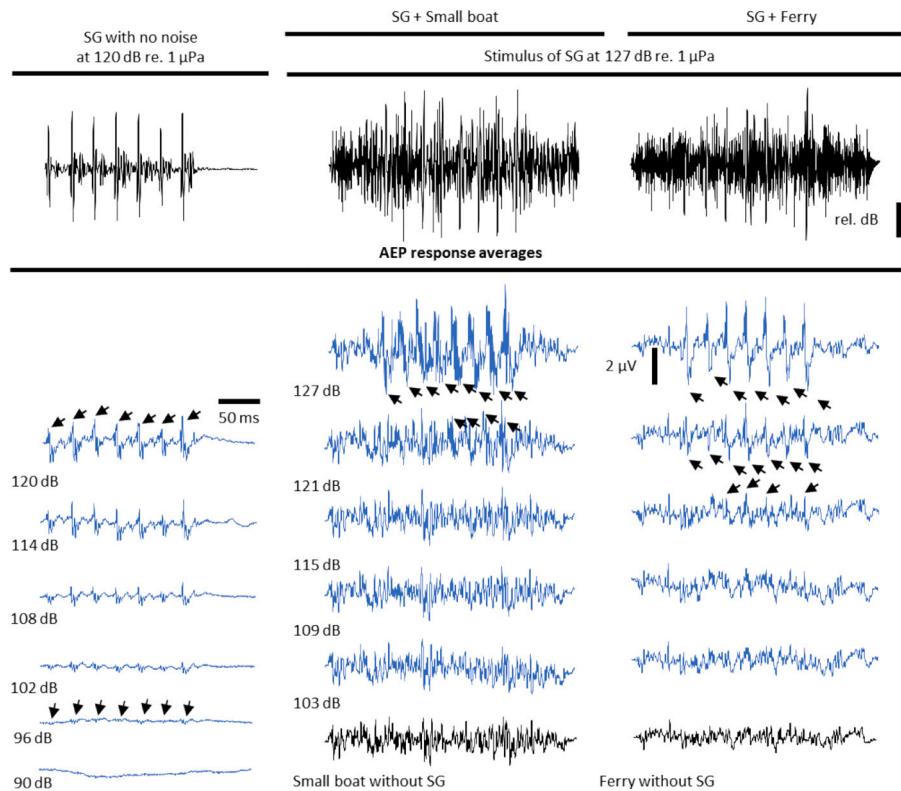 SG + Small boat
SG + Ferry
SG with no noise
at 120 dB re. 1 µPa
Stimulus of SG at 127 dB re. 1 µPa
rel. dB
AEP response averages
2 µV
127 dB
50 ms
120 dB
121 dB
114 dB
115 dB
108 dB
109 dB
102 dB
103 dB
96 dB
90 dB
Small boat without SG
Ferry without SG